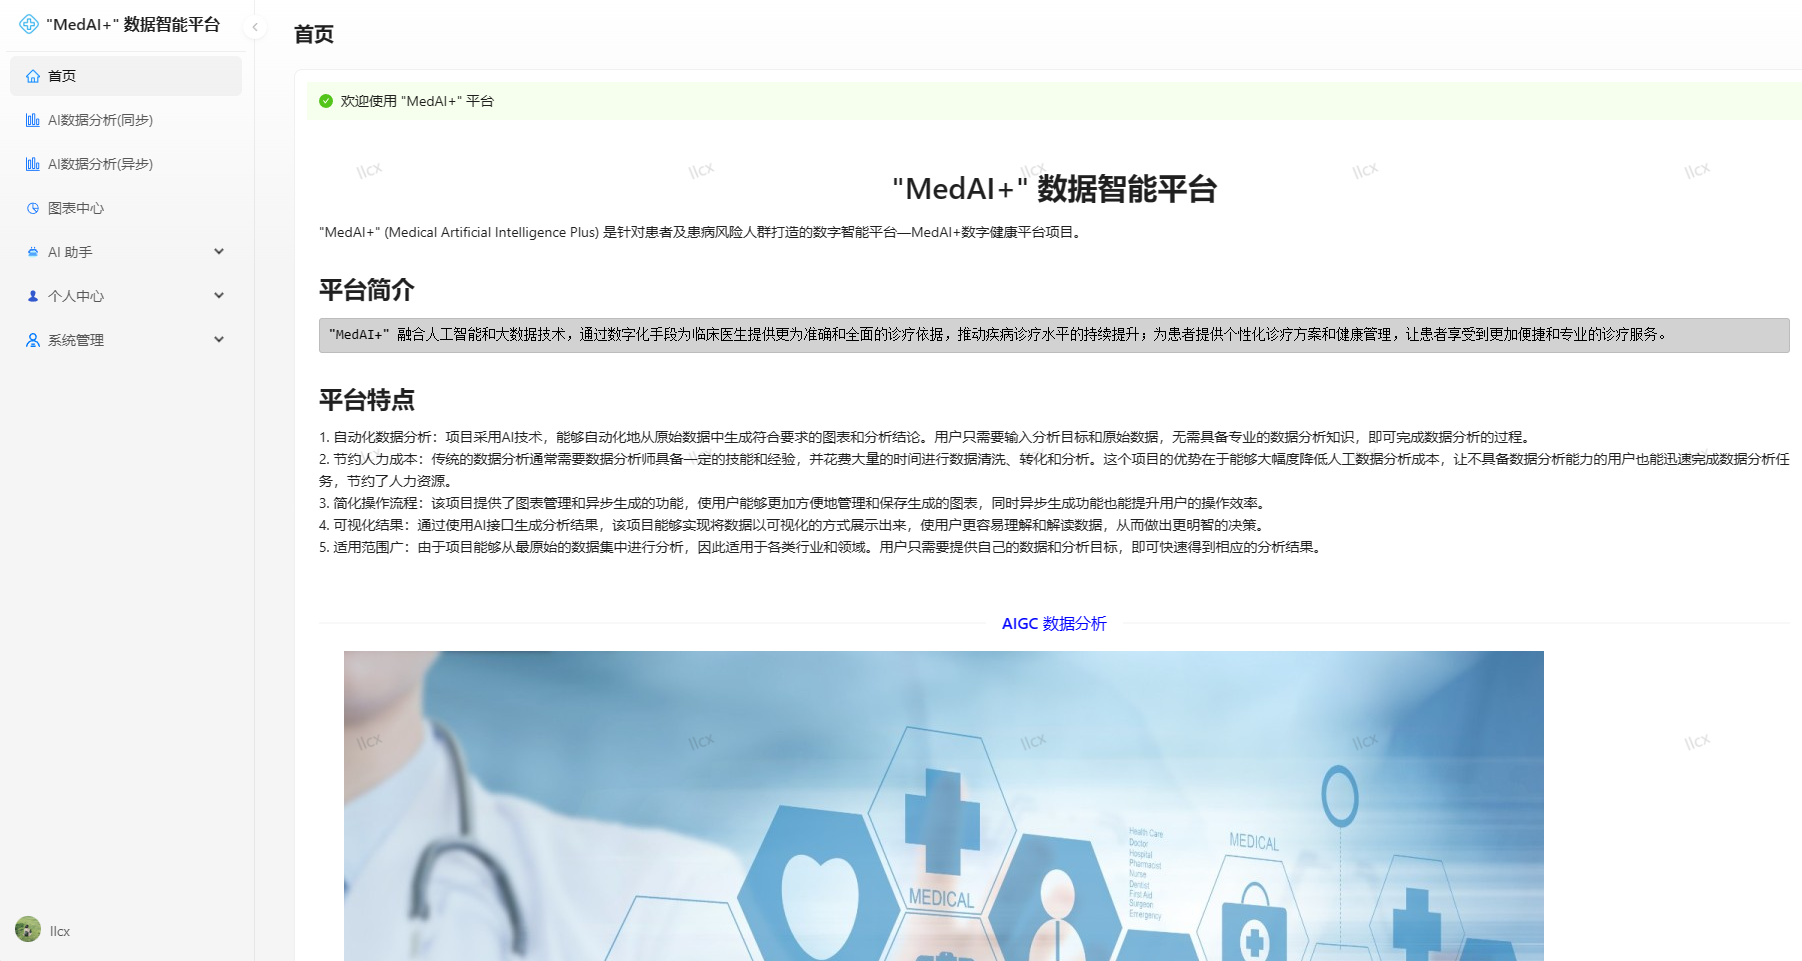 "MedAI+" 数据智能平台
首页
AI数据分析(同步)
AI数据分析(异步)
图表中心
AI 助手
个人中心
系统管理
llcx
首页
欢迎使用 "MedAI+" 平台
"MedAI+" 数据智能平台
"MedAI+" (Medical Artificial Intelligence Plus) 是针对患者及患病风险人群打造的数字智能平台—MedAI+数字健康平台项目。
平台简介
"MedAI+" 融合人工智能和大数据技术，通过数字化手段为临床医生提供更为准确和全面的诊疗依据，推动疾病诊疗水平的持续提升；为患者提供个性化诊疗方案和健康管理，让患者享受到更加便捷和专业的诊疗服务。
平台特点
1. 自动化数据分析：项目采用AI技术，能够自动化地从原始数据中生成符合要求的图表和分析结论。用户只需要输入分析目标和原始数据，无需具备专业的数据分析知识，即可完成数据分析的过程。
2. 节约人力成本：传统的数据分析通常需要数据分析师具备一定的技能和经验，并花费大量的时间进行数据清洗、转化和分析。这个项目的优势在于能够大幅度降低人工数据分析成本，让不具备数据分析能力的用户也能迅速完成数据分析任
务，节约了人力资源。
3. 简化操作流程：该项目提供了图表管理和异步生成的功能，使用户能够更加方便地管理和保存生成的图表，同时异步生成功能也能提升用户的操作效率。
4. 可视化结果：通过使用AI接口生成分析结果，该项目能够实现将数据以可视化的方式展示出来，使用户更容易理解和解读数据，从而做出更明智的决策。
5. 适用范围广：由于项目能够从最原始的数据集中进行分析，因此适用于各类行业和领域。用户只需要提供自己的数据和分析目标，即可快速得到相应的分析结果。
AIGC 数据分析
MEDICAL
Health Care
Doctor
Hospital
Pharmacist
Nurse
Dentist
First Aid
Surgeon
Emergency
MEDICAL
llcx llcx llcx llcx llcx
llcx llcx llcx llcx llcx